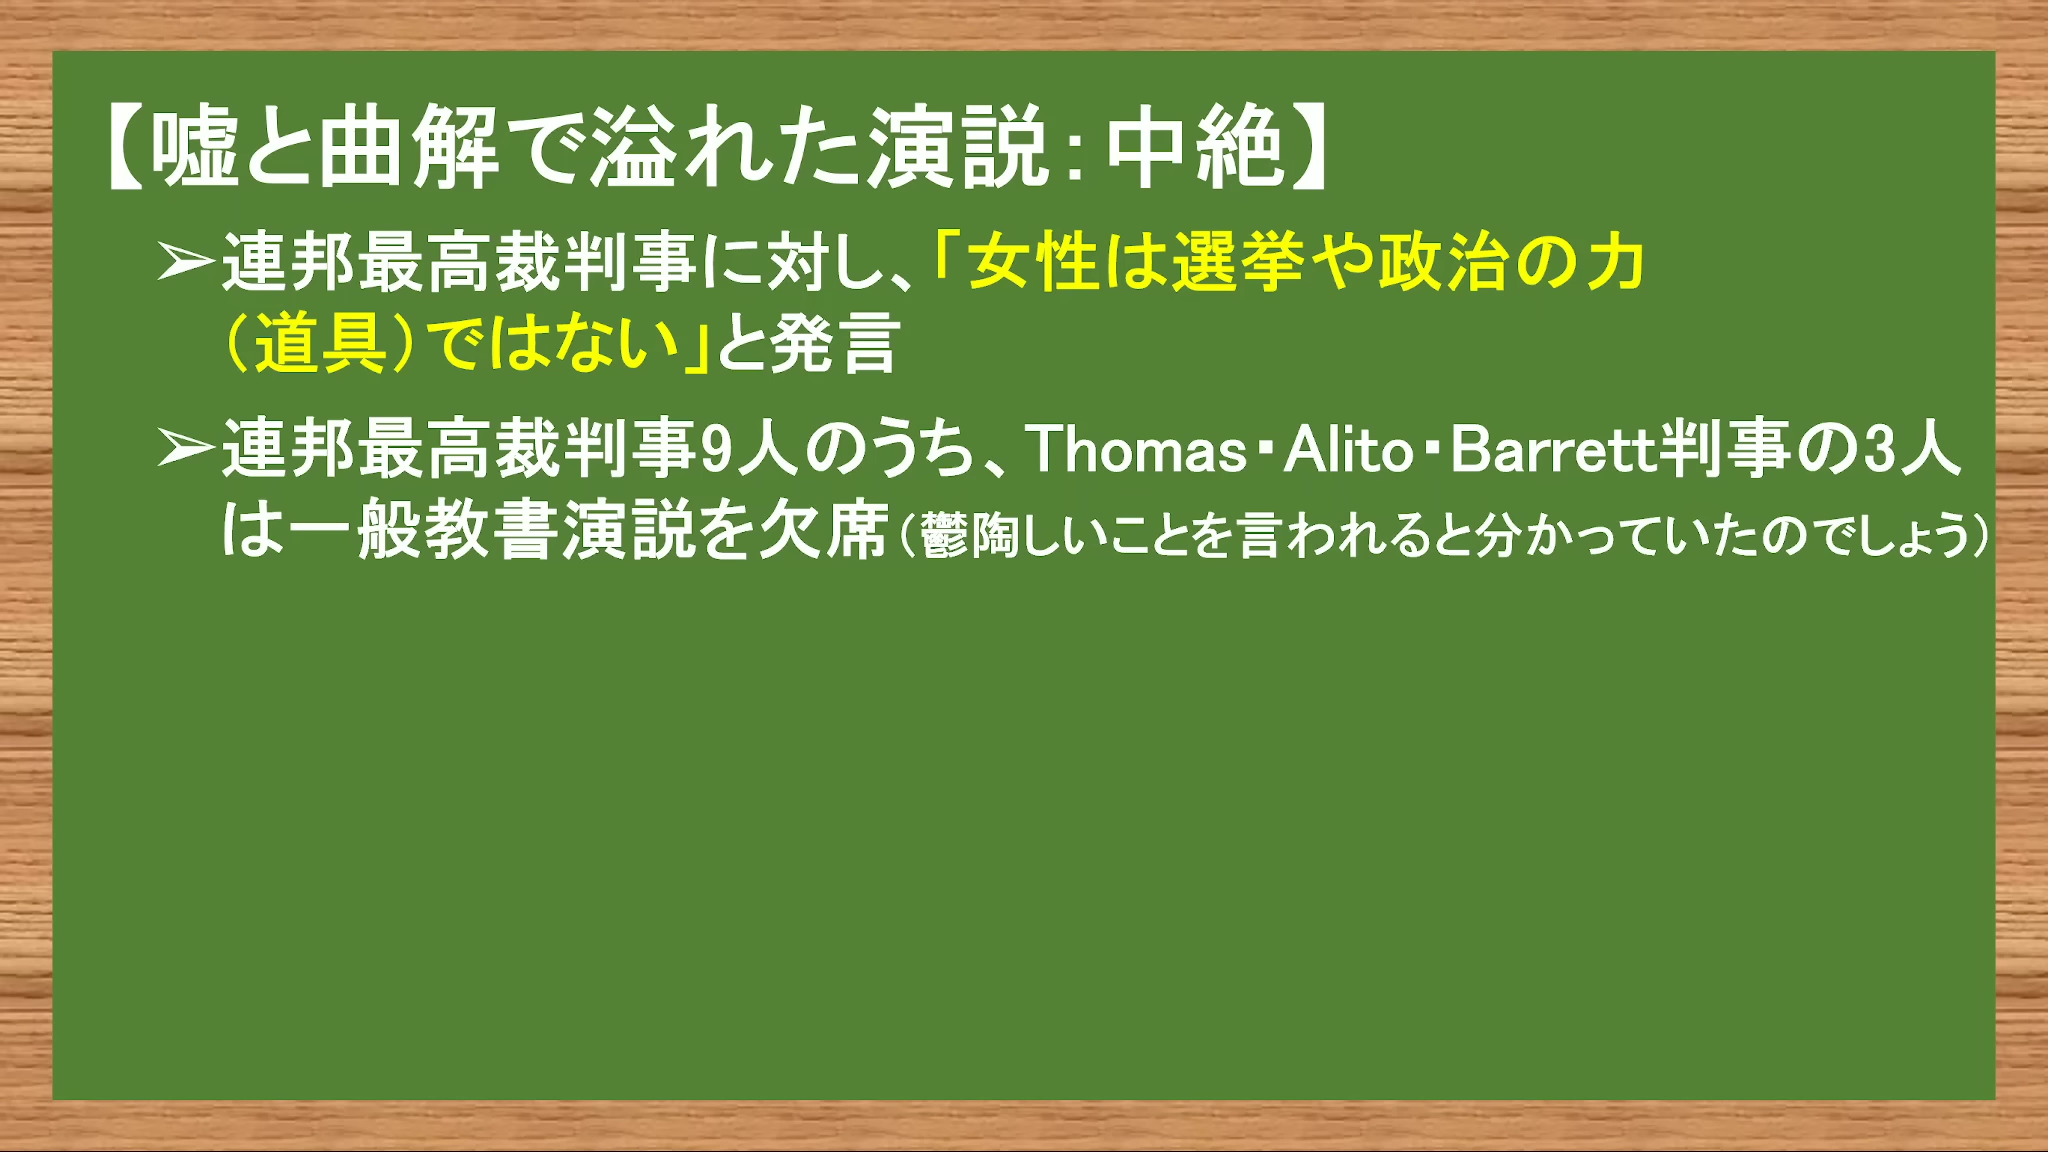 【嘘と曲解で溢れた演説：中絶】
➢連邦最高裁判事に対し、「女性は選挙や政治の力
（道具）ではない」と発言
➢連邦最高裁判事9人のうち、Thomas・Alito・Barrett判事の3人
は一般教書演説を欠席（鬱陶しいことを言われると分かっていたのでしょう）